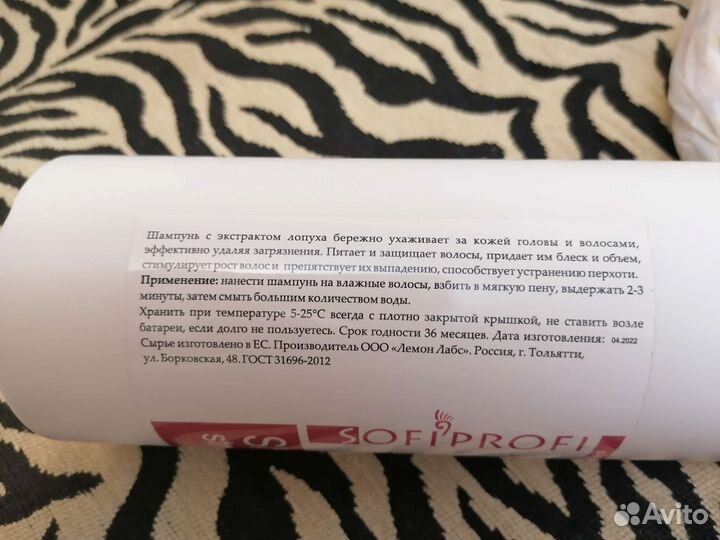 Шампунь с экстрактом лопуха бережно ухаживает за кожей головы и волосами,
эффективно удаляя загрязнения. Питает и защищает волосы, придает им блеск и объем,
стимулирует рост волос и препятствует их выпадению, способствует устранению перхоти.
Применение: нанести шампунь на влажные волосы, взбить в мягкую пену, выдержать 2-3
минуты, затем смыть большим количеством воды.
Хранить при температуре 5-25°С всегда с плотно закрытой крышкой, не ставить возле
батареи, если долго не пользуетесь. Срок годности 36 месяцев. Дата изготовления: 04.2022
Сырье изготовлено в ЕС. Производитель ООО «Лемон Лабс». Россия, г. Тольятти,
ул. Борковская, 48. ГОСТ 31696-2012
SOFIPROFI
Avito